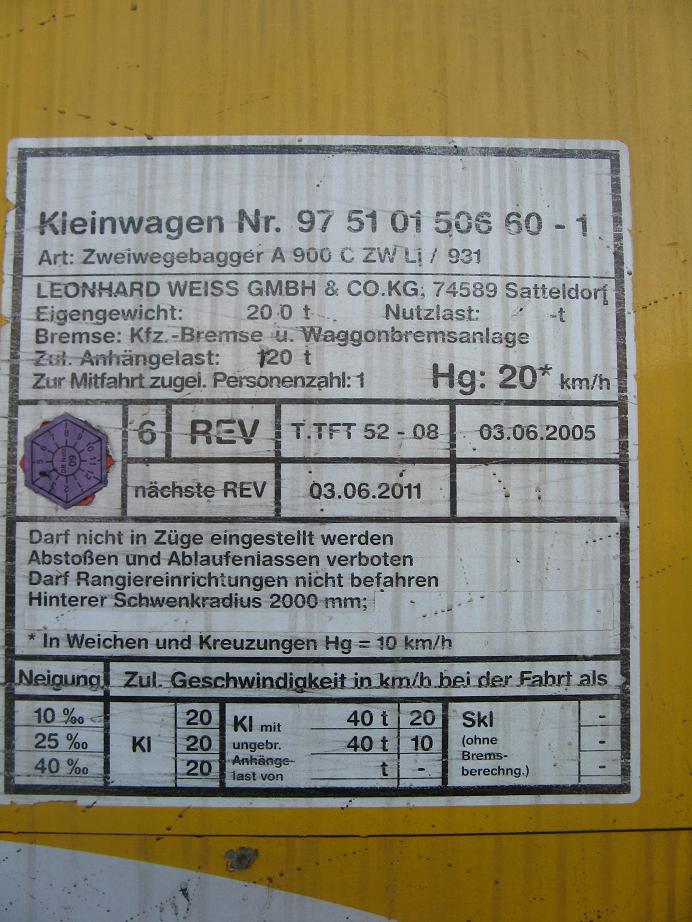 Kleinwagen Nr. 97 51 01 506 60 - 1
Art: Zweiwegebagger A 900 C ZW Li / 931
LEONHARD WEISS GMBH & CO.KG, 74589 Satteldorf
Eigengewicht: 20 0 t Nutzlast: -t
Bremse: Kfz.-Bremse u. Waggonbremsanlage
Zul. Anhängelast: 120 t
Zur Mitfahrt zugel. Personenzahl: 1 Hg: 20* km/h
6 REV T.TFT 52 - 08 03.06.2005
nächste REV 03.06.2011
Darf nicht in Züge eingestellt werden
Abstoßen und Ablaufenlassen verboten
Darf Rangiereinrichtungen nicht befahren
Hinterer Schwenkradius 2000 mm;
* In Weichen und Kreuzungen Hg = 10 km/h
Neigung Zul. Geschwindigkeit in km/h bei der Fahrt als
10 ‰ 20 Kl mit 40 t 20 Skl -
25 ‰ Kl 20 ungebr. 40 t 10 (ohne -
40 ‰ 20 Anhänge- t - Brems- -
last von berechng.)